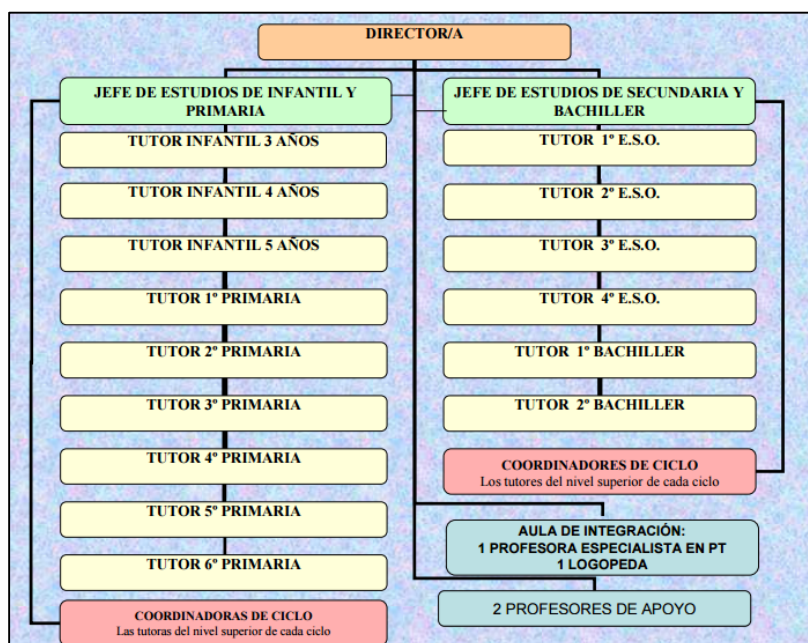 DIRECTOR/A
JEFE DE ESTUDIOS DE INFANTIL Y
PRIMARIA
TUTOR INFANTIL 3 AÑOS
TUTOR INFANTIL 4 AÑOS
TUTOR INFANTIL 5 AÑOS
TUTOR 1º PRIMARIA
TUTOR 2º PRIMARIA
TUTOR 3º PRIMARIA
TUTOR 4º PRIMARIA
TUTOR 5º PRIMARIA
TUTOR 6º PRIMARIA
COORDINADORAS DE CICLO
Las tutoras del nivel superior de cada ciclo
JEFE DE ESTUDIOS DE SECUNDARIA Y
BACHILLER
TUTOR 1º E.S.O.
TUTOR 2º E.S.O.
TUTOR 3º E.S.O.
TUTOR 4º E.S.O.
TUTOR 1º BACHILLER
TUTOR 2º BACHILLER
COORDINADORES DE CICLO
Los tutores del nivel superior de cada ciclo
AULA DE INTEGRACIÓN:
1 PROFESORA ESPECIALISTA EN PT
1 LOGOPEDA
2 PROFESORES DE APOYO